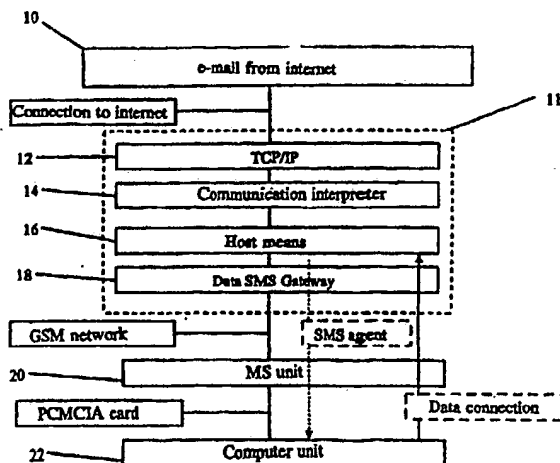 10
e-mail from internet
Connection to internet
11
12
TCP/IP
14
Communication interpreter
16
Host means
18
Data SMS Gateway
GSM network
SMS agent
20
MS unit
PCMCIA card
Data connection
22
Computer unit